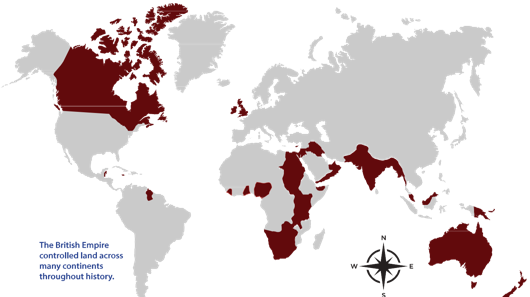 The British Empire
controlled land across
many continents
throughout history.
N
W E
S